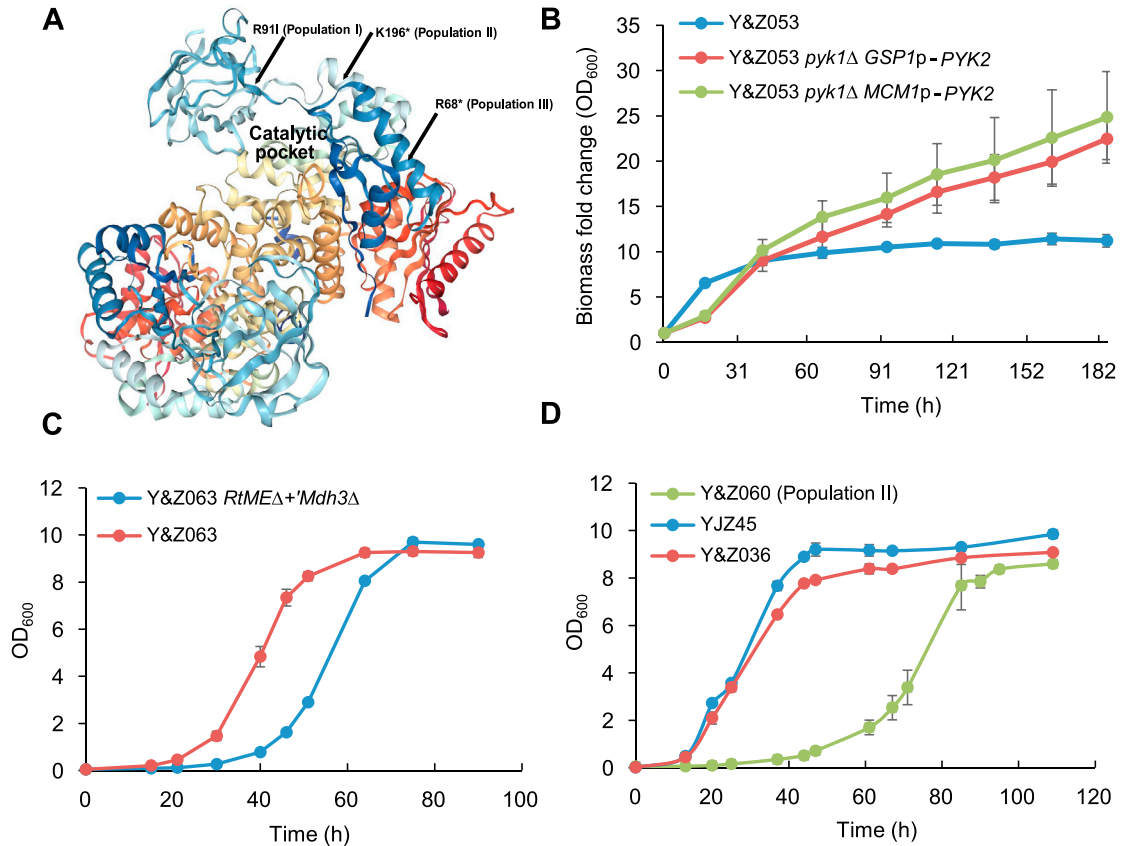 A
R91I (Population I)
K196* (Population II)
R68* (Population III)
Catalytic
pocket
B
Y&Z053
Y&Z053 pyk1Δ GSP1p-PYK2
Y&Z053 pyk1Δ MCM1p-PYK2
Biomass fold change (OD600)
35
30
25
20
15
10
5
0
0 31 61 91 121 152 182
Time (h)
C
Y&Z063 RtMEΔ+'Mdh3Δ
Y&Z063
OD600
12
10
8
6
4
2
0
0 20 40 60 80 100
Time (h)
D
Y&Z060 (Population II)
YJZ45
Y&Z036
OD600
12
10
8
6
4
2
0
0 20 40 60 80 100 120
Time (h)